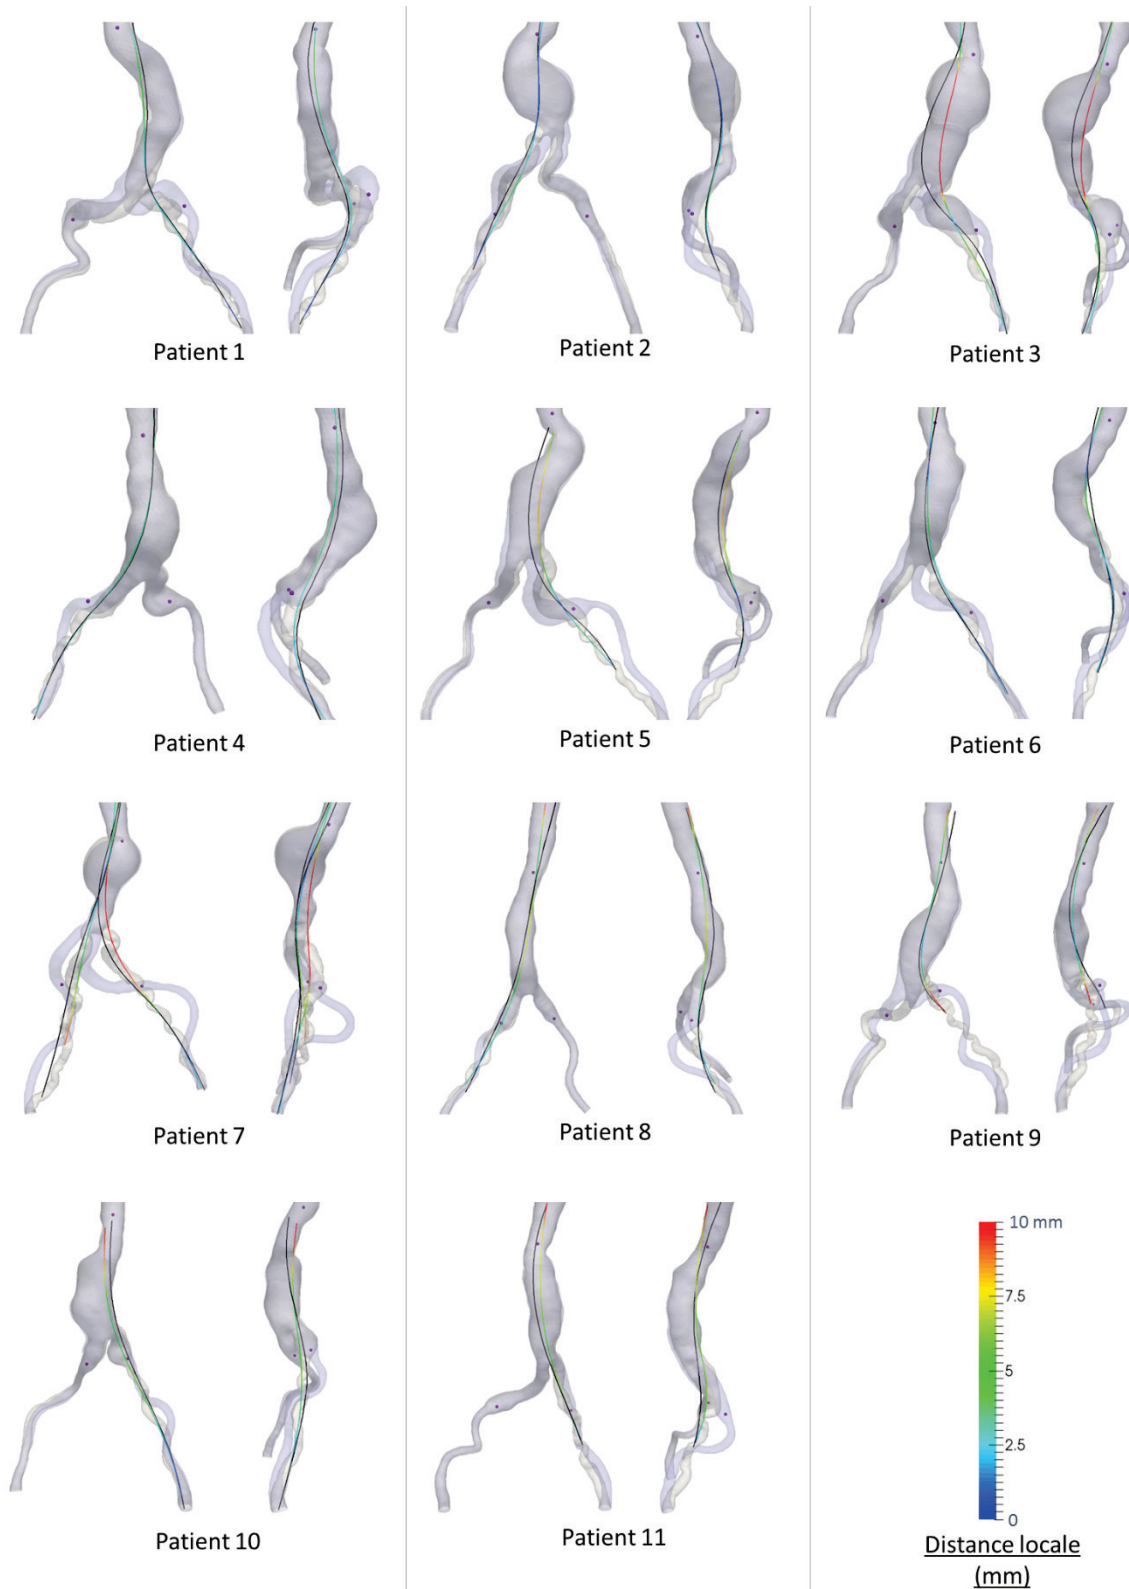 Patient 1
Patient 2
Patient 3
Patient 4
Patient 5
Patient 6
Patient 7
Patient 8
Patient 9
Patient 10
Patient 11
10 mm
7.5
5
2.5
0
Distance locale
(mm)